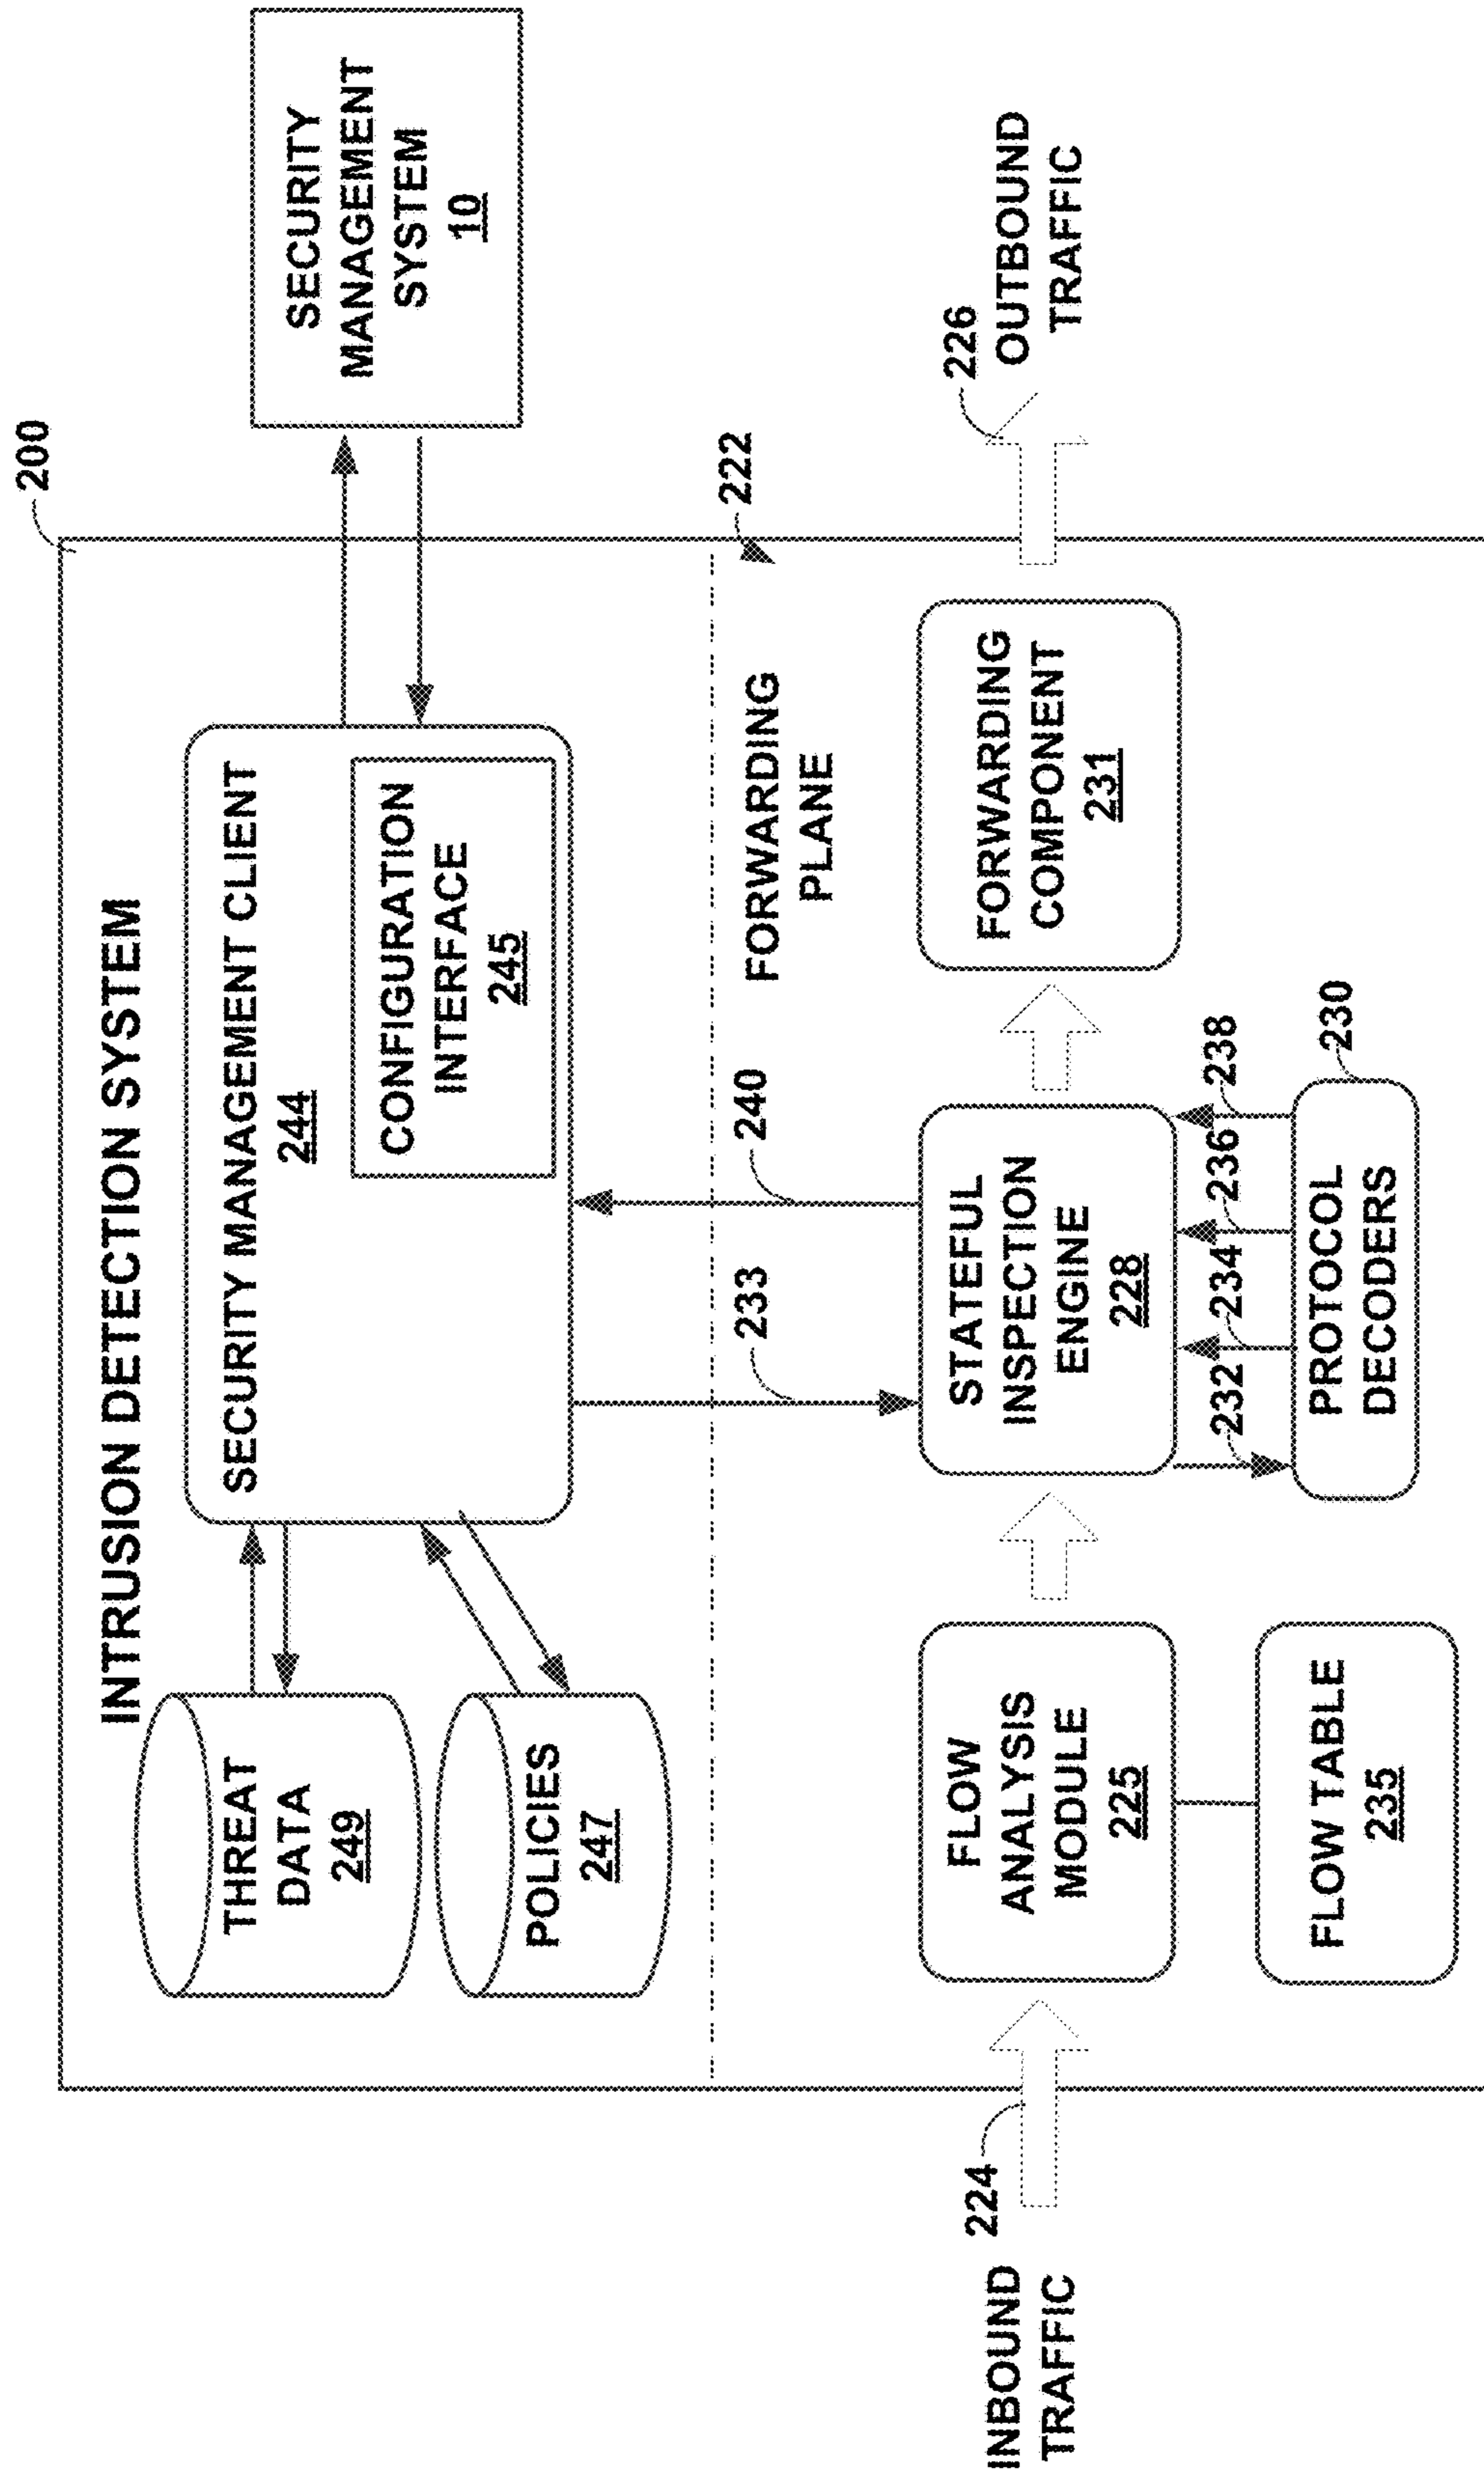 200
INTRUSION DETECTION SYSTEM
THREAT
DATA
249
POLICIES
247
SECURITY MANAGEMENT CLIENT
244
CONFIGURATION
INTERFACE
245
SECURITY
MANAGEMENT
SYSTEM
10
222
FORWARDING
PLANE
233
240
INBOUND
TRAFFIC
224
FLOW
ANALYSIS
MODULE
225
FLOW TABLE
235
STATEFUL
INSPECTION
ENGINE
228
232
234
236
238
PROTOCOL
DECODERS
230
FORWARDING
COMPONENT
231
226
OUTBOUND
TRAFFIC